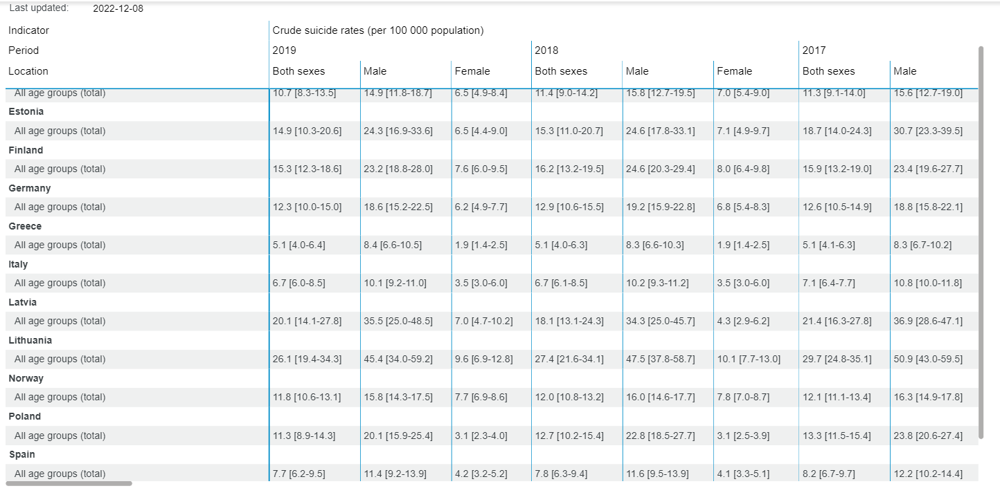 Last updated: 2022-12-08
Indicator Crude suicide rates (per 100 000 population)
Period 2019 2018 2017
Location Both sexes Male Female Both sexes Male Female Both sexes Male
All age groups (total) 10.7 [8.3-13.5] 14.9 [11.8-18.7] 6.5 [4.9-8.4] 11.4 [9.0-14.2] 15.8 [12.7-19.5] 7.0 [5.4-9.0] 11.3 [9.1-14.0] 15.6 [12.7-19.0]
Estonia
All age groups (total) 14.9 [10.3-20.6] 24.3 [16.9-33.6] 6.5 [4.4-9.0] 15.3 [11.0-20.7] 24.6 [17.8-33.1] 7.1 [4.9-9.7] 18.7 [14.0-24.3] 30.7 [23.3-39.5]
Finland
All age groups (total) 15.3 [12.3-18.6] 23.2 [18.8-28.0] 7.6 [6.0-9.5] 16.2 [13.2-19.5] 24.6 [20.3-29.4] 8.0 [6.4-9.8] 15.9 [13.2-19.0] 23.4 [19.6-27.7]
Germany
All age groups (total) 12.3 [10.0-15.0] 18.6 [15.2-22.5] 6.2 [4.9-7.7] 12.9 [10.6-15.5] 19.2 [15.9-22.8] 6.8 [5.4-8.3] 12.6 [10.5-14.9] 18.8 [15.8-22.1]
Greece
All age groups (total) 5.1 [4.0-6.4] 8.4 [6.6-10.5] 1.9 [1.4-2.5] 5.1 [4.0-6.3] 8.3 [6.6-10.3] 1.9 [1.4-2.5] 5.1 [4.1-6.3] 8.3 [6.7-10.2]
Italy
All age groups (total) 6.7 [6.0-8.5] 10.1 [9.2-11.0] 3.5 [3.0-6.0] 6.7 [6.1-8.5] 10.2 [9.3-11.2] 3.5 [3.0-6.0] 7.1 [6.4-7.7] 10.8 [10.0-11.8]
Latvia
All age groups (total) 20.1 [14.1-27.8] 35.5 [25.0-48.5] 7.0 [4.7-10.2] 18.1 [13.1-24.3] 34.3 [25.0-45.7] 4.3 [2.9-6.2] 21.4 [16.3-27.8] 36.9 [28.6-47.1]
Lithuania
All age groups (total) 26.1 [19.4-34.3] 45.4 [34.0-59.2] 9.6 [6.9-12.8] 27.4 [21.6-34.1] 47.5 [37.8-58.7] 10.1 [7.7-13.0] 29.7 [24.8-35.1] 50.9 [43.0-59.5]
Norway
All age groups (total) 11.8 [10.6-13.1] 15.8 [14.3-17.5] 7.7 [6.9-8.6] 12.0 [10.8-13.2] 16.0 [14.6-17.7] 7.8 [7.0-8.7] 12.1 [11.1-13.4] 16.3 [14.9-17.8]
Poland
All age groups (total) 11.3 [8.9-14.3] 20.1 [15.9-25.4] 3.1 [2.3-4.0] 12.7 [10.2-15.4] 22.8 [18.5-27.7] 3.1 [2.5-3.9] 13.3 [11.5-15.4] 23.8 [20.6-27.4]
Spain
All age groups (total) 7.7 [6.2-9.5] 11.4 [9.2-13.9] 4.2 [3.2-5.2] 7.8 [6.3-9.4] 11.6 [9.5-13.9] 4.1 [3.3-5.1] 8.2 [6.7-9.7] 12.2 [10.2-14.4]